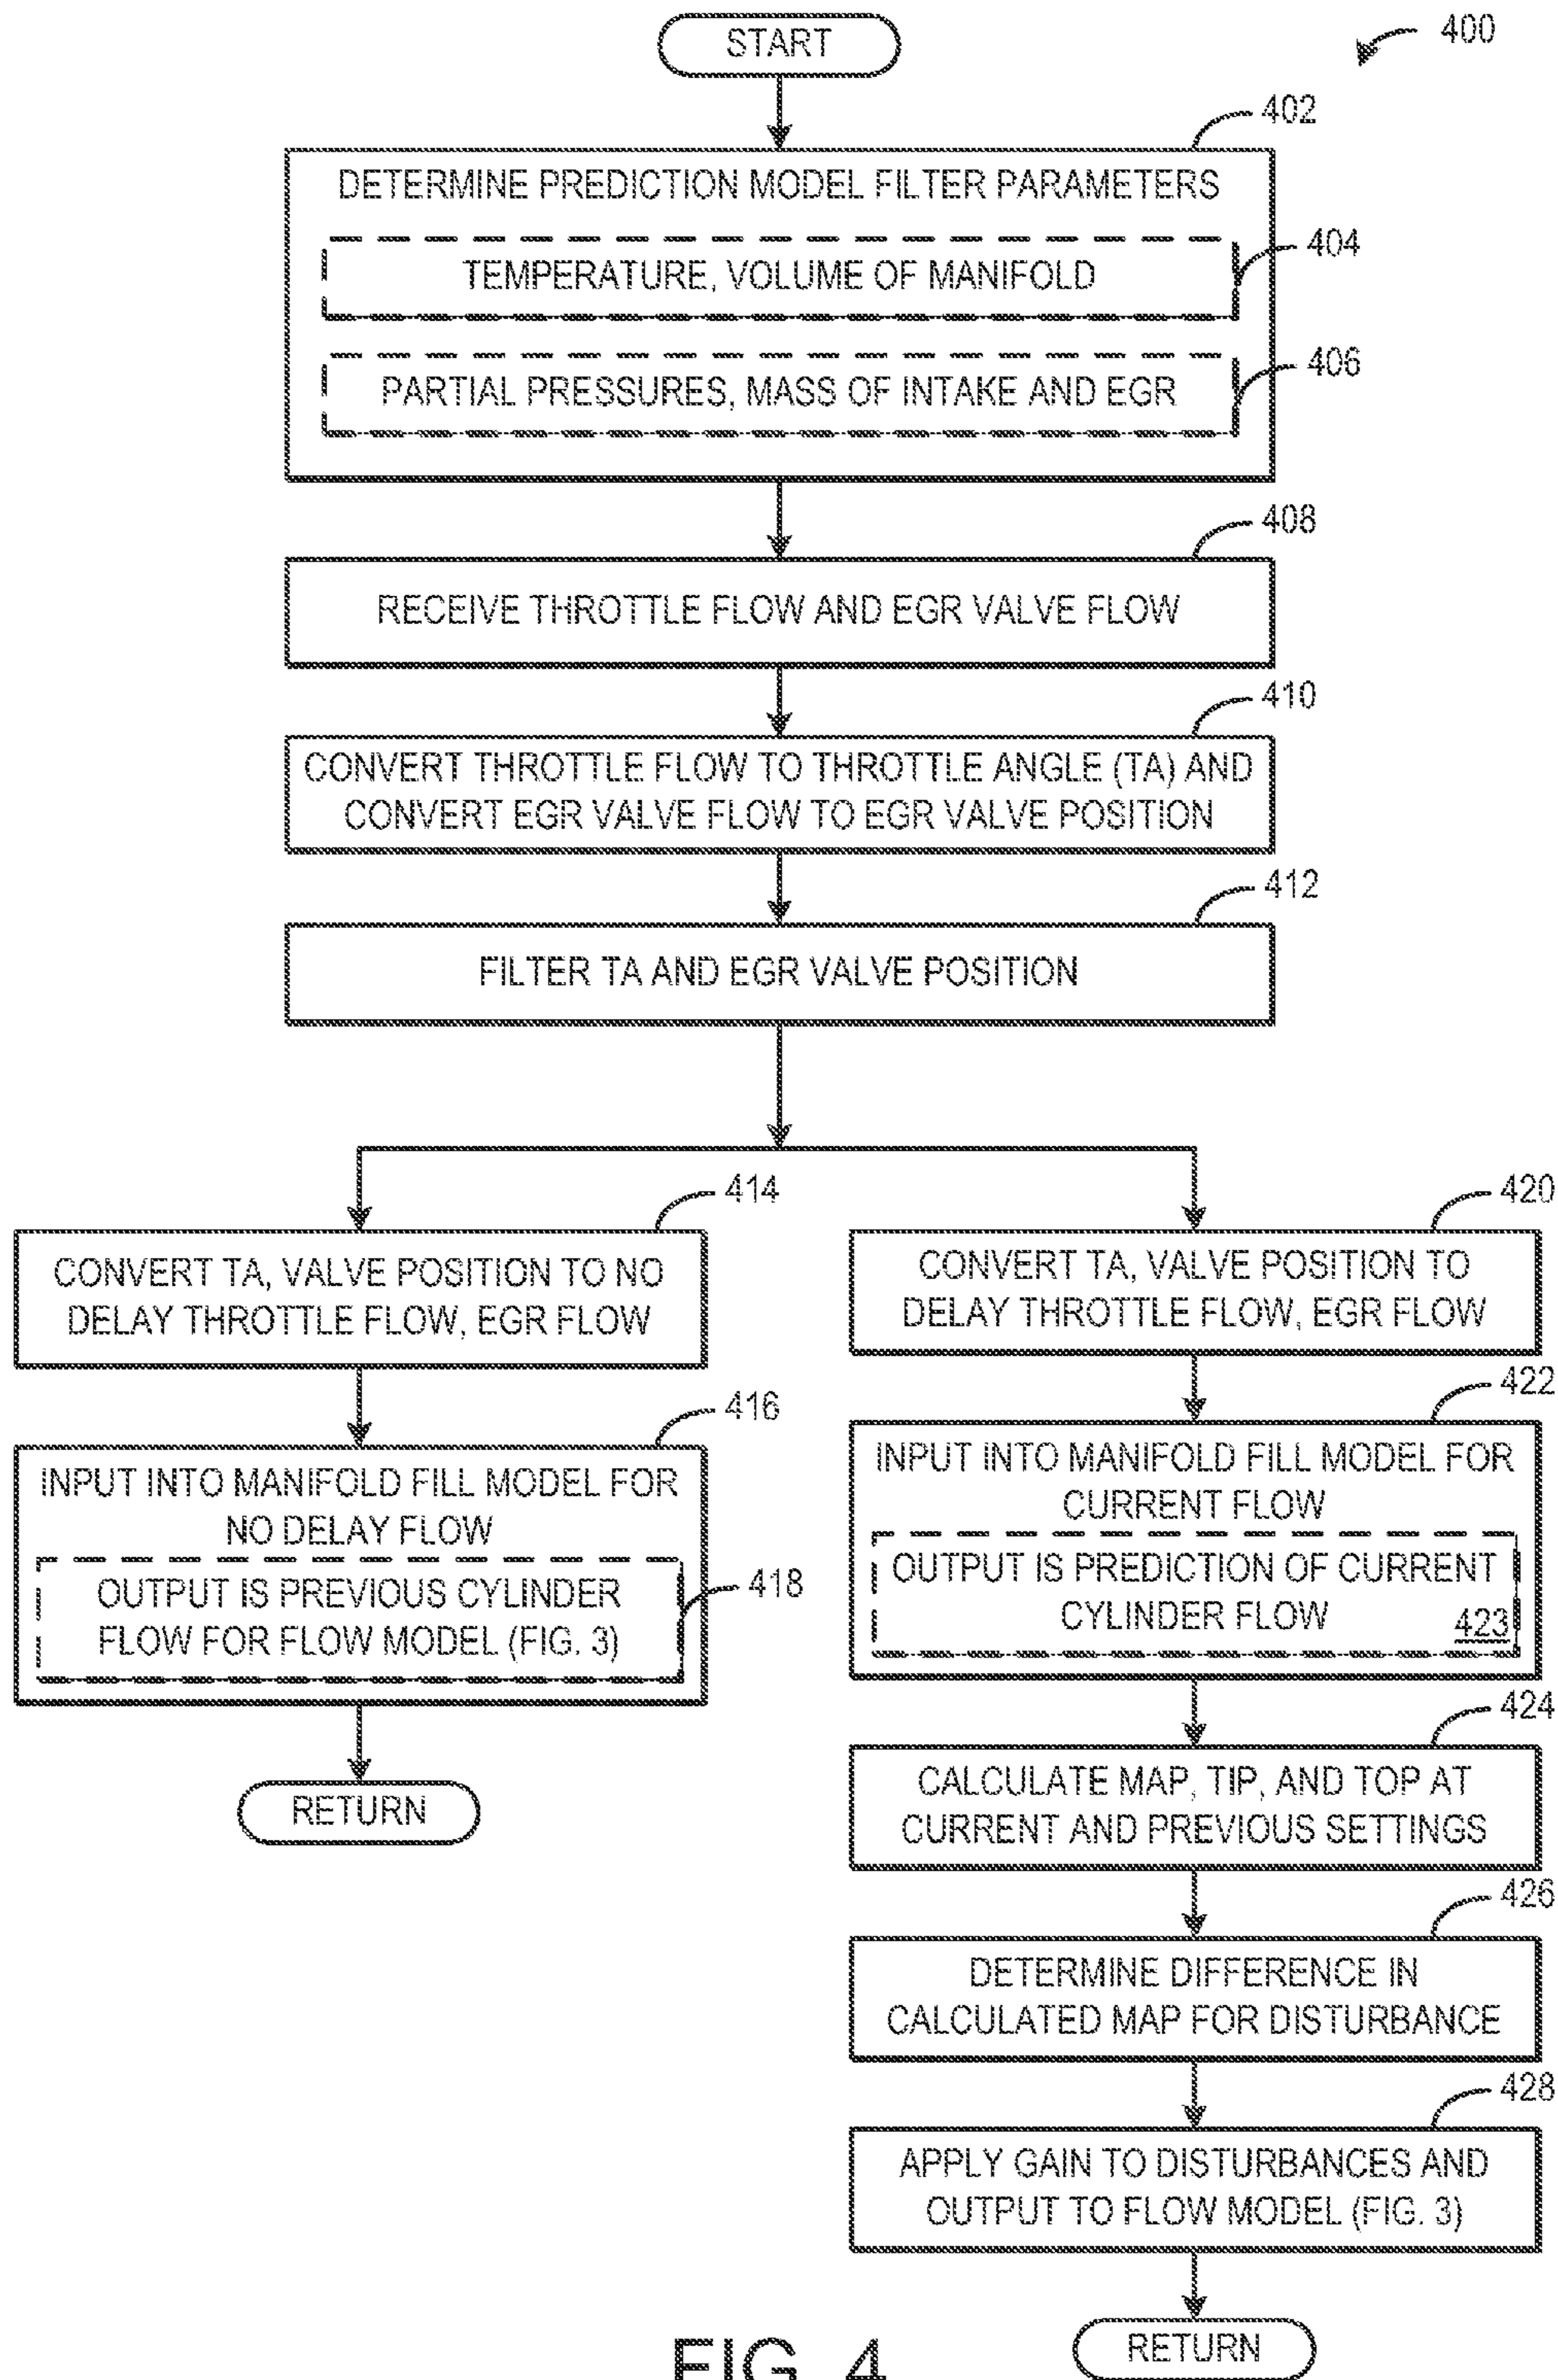 START
400
402
DETERMINE PREDICTION MODEL FILTER PARAMETERS
404
TEMPERATURE, VOLUME OF MANIFOLD
406
PARTIAL PRESSURES, MASS OF INTAKE AND EGR
408
RECEIVE THROTTLE FLOW AND EGR VALVE FLOW
410
CONVERT THROTTLE FLOW TO THROTTLE ANGLE (TA) AND
CONVERT EGR VALVE FLOW TO EGR VALVE POSITION
412
FILTER TA AND EGR VALVE POSITION
414
CONVERT TA, VALVE POSITION TO NO
DELAY THROTTLE FLOW, EGR FLOW
416
INPUT INTO MANIFOLD FILL MODEL FOR
NO DELAY FLOW
OUTPUT IS PREVIOUS CYLINDER
FLOW FOR FLOW MODEL (FIG. 3)
418
RETURN
420
CONVERT TA, VALVE POSITION TO
DELAY THROTTLE FLOW, EGR FLOW
422
INPUT INTO MANIFOLD FILL MODEL FOR
CURRENT FLOW
OUTPUT IS PREDICTION OF CURRENT
CYLINDER FLOW
423
424
CALCULATE MAP, TIP, AND TOP AT
CURRENT AND PREVIOUS SETTINGS
426
DETERMINE DIFFERENCE IN
CALCULATED MAP FOR DISTURBANCE
428
APPLY GAIN TO DISTURBANCES AND
OUTPUT TO FLOW MODEL (FIG. 3)
RETURN
FIG. 4